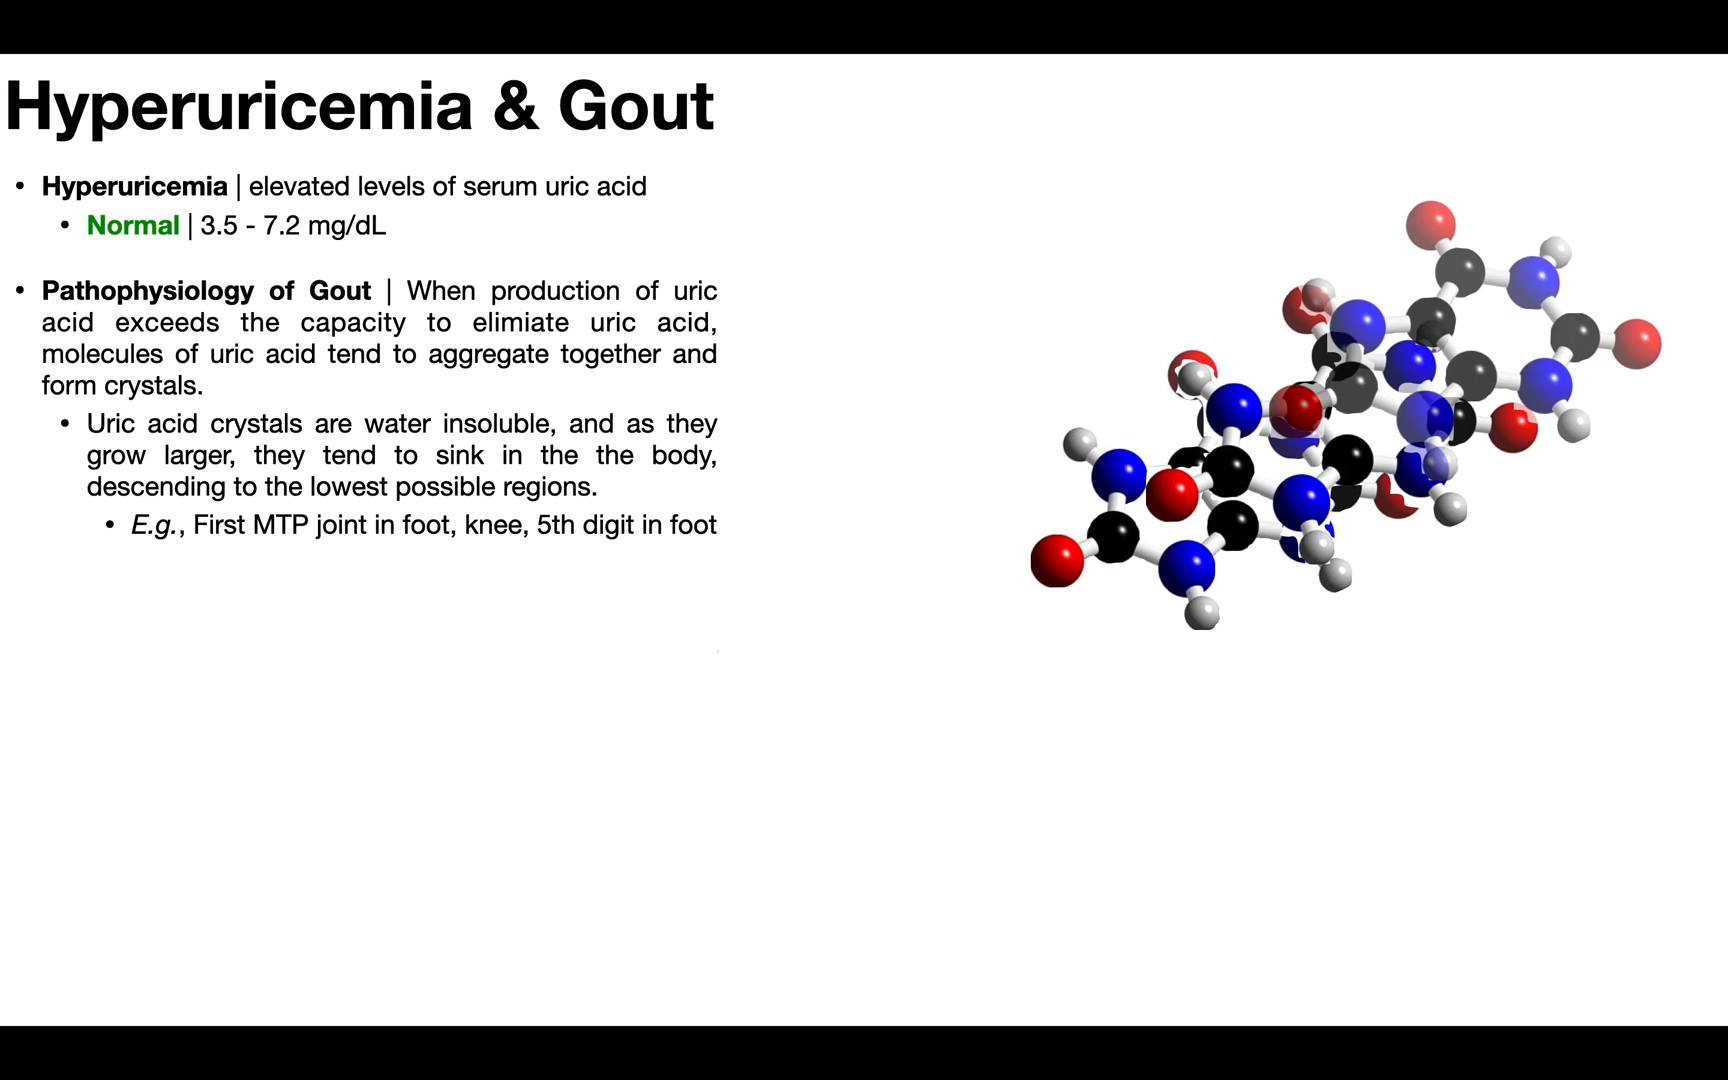 Hyperuricemia & Gout
• Hyperuricemia | elevated levels of serum uric acid
• Normal | 3.5 - 7.2 mg/dL
• Pathophysiology of Gout | When production of uric
acid exceeds the capacity to elimiate uric acid,
molecules of uric acid tend to aggregate together and
form crystals.
• Uric acid crystals are water insoluble, and as they
grow larger, they tend to sink in the the body,
descending to the lowest possible regions.
• E.g., First MTP joint in foot, knee, 5th digit in foot